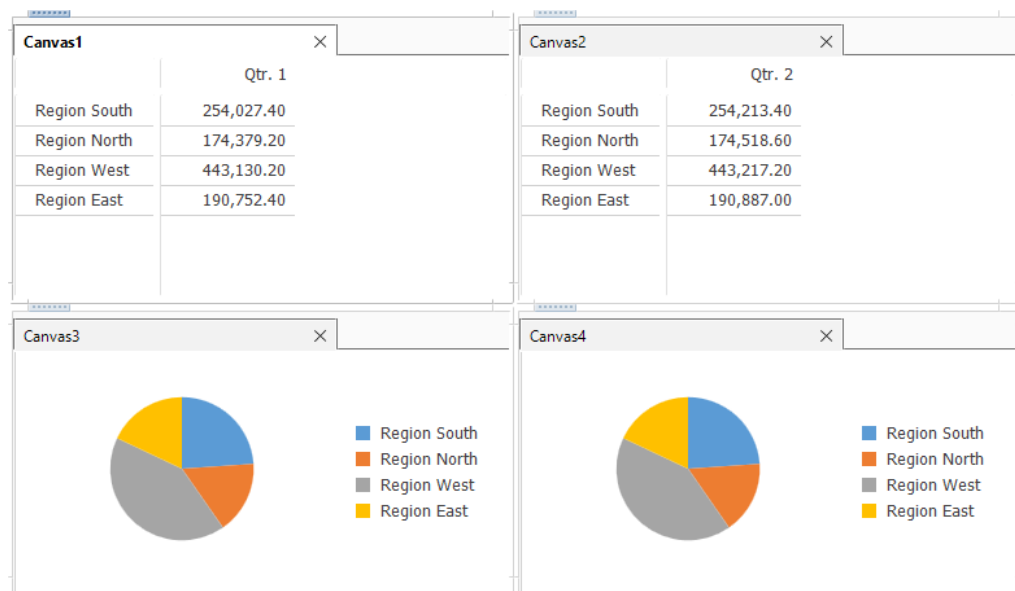 Canvas1
Qtr. 1
Region South 254,027.40
Region North 174,379.20
Region West 443,130.20
Region East 190,752.40
Canvas2
Qtr. 2
Region South 254,213.40
Region North 174,518.60
Region West 443,217.20
Region East 190,887.00
Canvas3
Region South
Region North
Region West
Region East
Canvas4
Region South
Region North
Region West
Region East